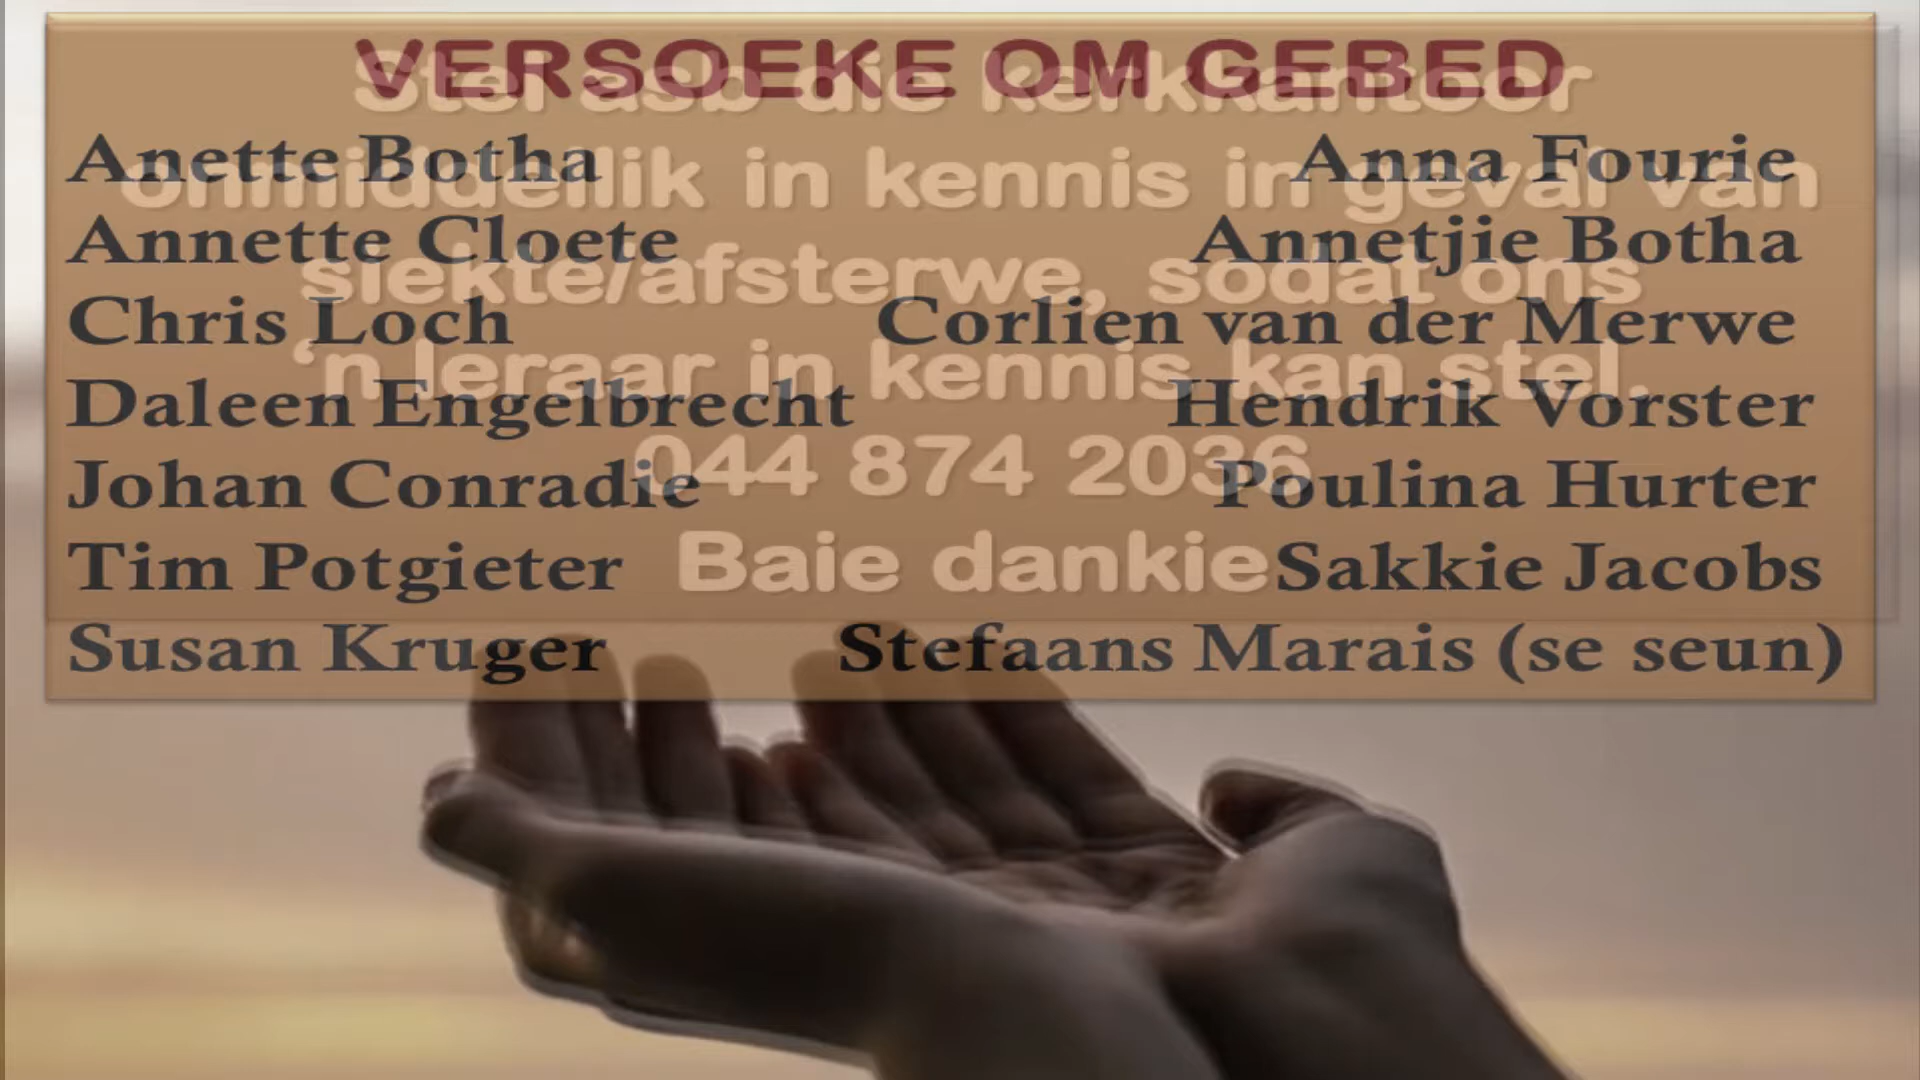 VERSOEKE OM GEBED
Anette Botha Anna Fourie
Annette Cloete Annetjie Botha
Chris Loch Corlien van der Merwe
Daleen Engelbrecht Hendrik Vorster
Johan Conradie Poulina Hurter
Tim Potgieter Sakkie Jacobs
Susan Kruger Stefaans Marais (se seun)
Stel asb die kerkkantoor
onmiddellik in kennis in geval van
siekte/afsterwe, sodat ons
‘n leraar in kennis kan stel.
044 874 2036
Baie dankie